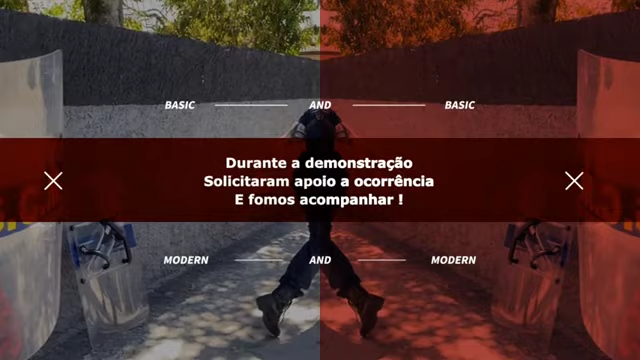 BASIC AND BASIC
Durante a demonstração
Solicitaram apoio a ocorrência
E fomos acompanhar !
MODERN AND MODERN